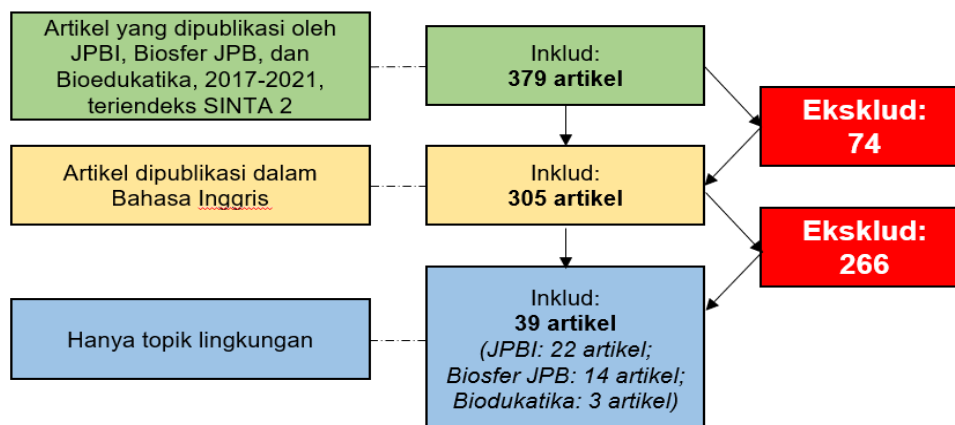 Artikel yang dipublikasi oleh
JPBI, Biosfer JPB, dan
Bioedukatika, 2017-2021,
teriendeks SINTA 2
Inklud:
379 artikel
Eksklud:
74
Artikel dipublikasi dalam
Bahasa Inggris
Inklud:
305 artikel
Eksklud:
266
Hanya topik lingkungan
Inklud:
39 artikel
(JPBI: 22 artikel;
Biosfer JPB: 14 artikel;
Biodukatika: 3 artikel)